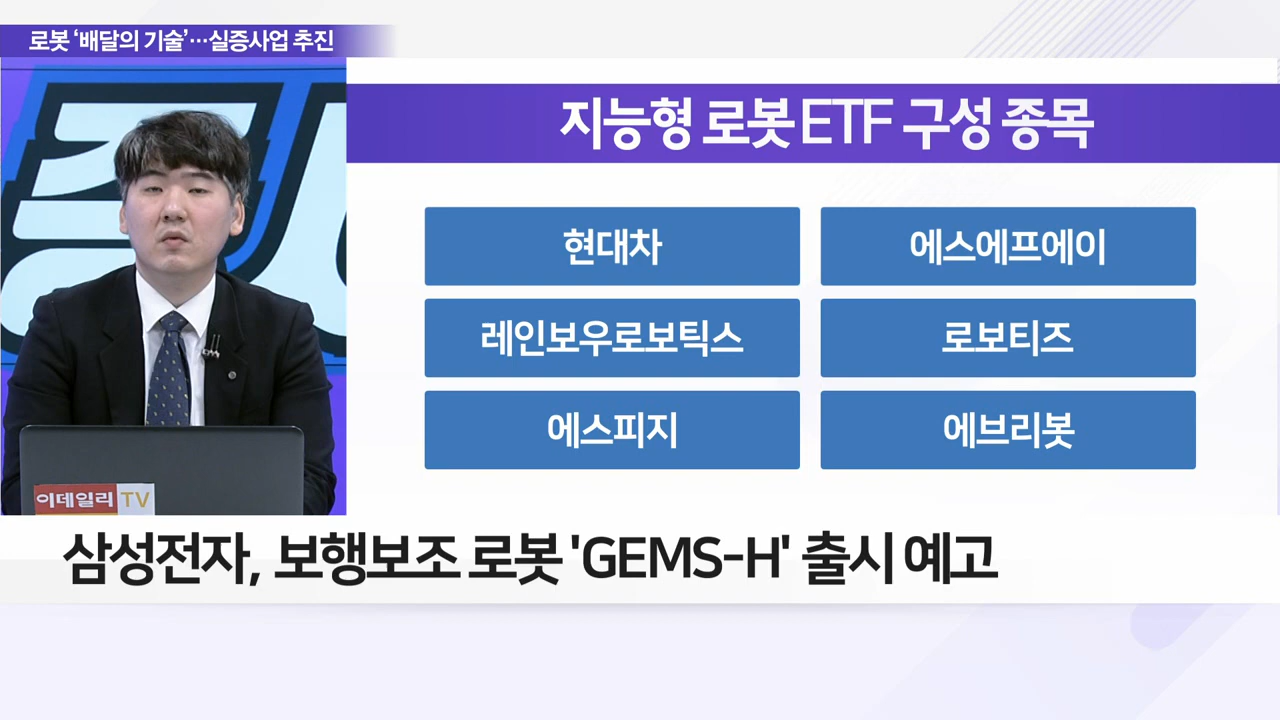 로봇 ‘배달의 기술’…실증사업 추진
지능형 로봇 ETF 구성 종목
현대차
에스에프에이
레인보우로보틱스
로보티즈
에스피지
에브리봇
이데일리 TV
삼성전자, 보행보조 로봇 'GEMS-H' 출시 예고